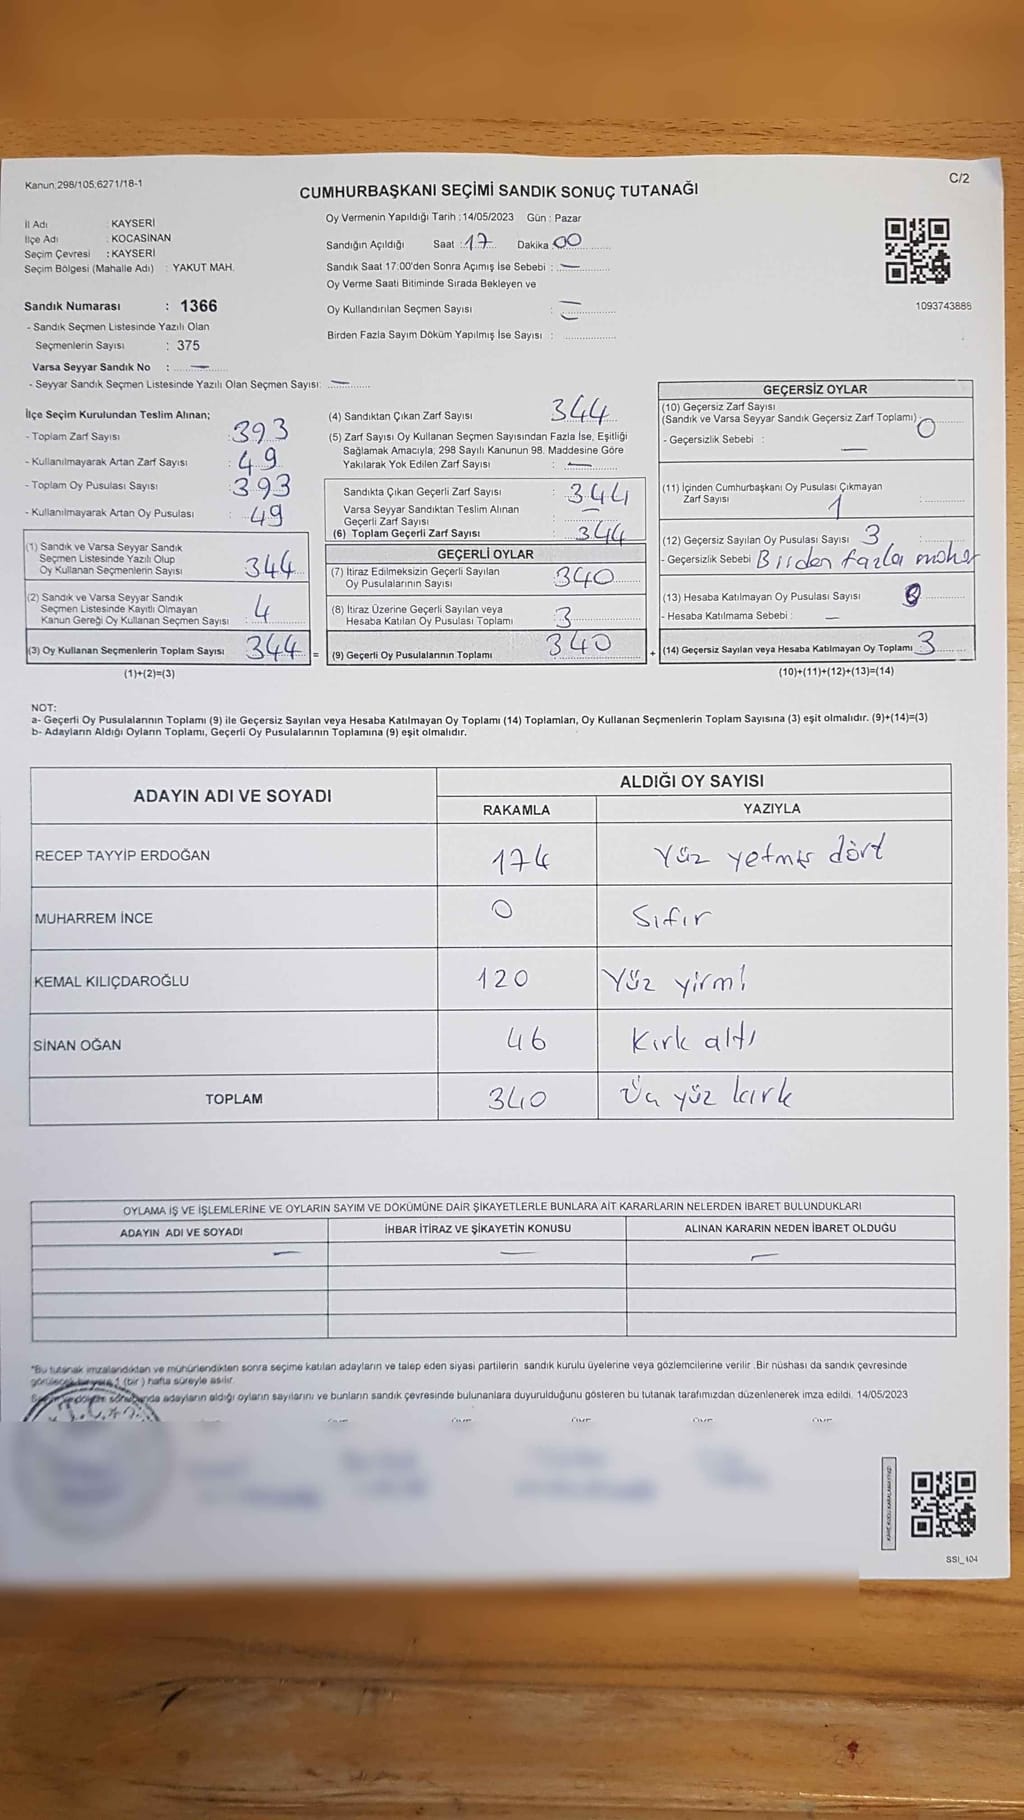 Kanun;298/105;6271/18-1
C/2
CUMHURBAŞKANI SEÇİMİ SANDIK SONUÇ TUTANAĞI
İl Adı : KAYSERİ
İlçe Adı : KOCASİNAN
Seçim Çevresi : KAYSERİ
Seçim Bölgesi (Mahalle Adı) : YAKUT MAH.
Sandık Numarası : 1366
- Sandık Seçmen Listesinde Yazılı Olan
Seçmenlerin Sayısı : 375
Varsa Seyyar Sandık No : —
- Seyyar Sandık Seçmen Listesinde Yazılı Olan Seçmen Sayısı: —
Oy Vermenin Yapıldığı Tarih : 14/05/2023 Gün : Pazar
Sandığın Açıldığı Saat : 17 Dakika 00
Sandık Saat 17.00'den Sonra Açımış İse Sebebi : —
Oy Verme Saati Bitiminde Sırada Bekleyen ve
Oy Kullandırılan Seçmen Sayısı : —
Birden Fazla Sayım Döküm Yapılmış İse Sayısı :
1093743888
İlçe Seçim Kurulundan Teslim Alınan;
- Toplam Zarf Sayısı : 393
- Kullanılmayarak Artan Zarf Sayısı : 49
- Toplam Oy Pusulası Sayısı : 393
- Kullanılmayarak Artan Oy Pusulası : 49
(1) Sandık ve Varsa Seyyar Sandık
Seçmen Listesinde Yazılı Olup
Oy Kullanan Seçmenlerin Sayısı 344
(2) Sandık ve Varsa Seyyar Sandık
Seçmen Listesinde Kayıtlı Olmayan
Kanun Gereği Oy Kullanan Seçmen Sayısı : 4
(3) Oy Kullanan Seçmenlerin Toplam Sayısı 344 =
(1)+(2)=(3)
(4) Sandıktan Çıkan Zarf Sayısı 344
(5) Zarf Sayısı Oy Kullanan Seçmen Sayısından Fazla İse, Eşitliği
Sağlamak Amacıyla, 298 Sayılı Kanunun 98. Maddesine Göre
Yakılarak Yok Edilen Zarf Sayısı : —
Sandıkta Çıkan Geçerli Zarf Sayısı : 344
Varsa Seyyar Sandıktan Teslim Alınan
Geçerli Zarf Sayısı : —
(6) Toplam Geçerli Zarf Sayısı : 344
GEÇERLİ OYLAR
(7) İtiraz Edilmeksizin Geçerli Sayılan
Oy Pusulalarının Sayısı 340
(8) İtiraz Üzerine Geçerli Sayılan veya
Hesaba Katılan Oy Pusulası Toplamı 3
(9) Geçerli Oy Pusulalarının Toplamı 340 +
GEÇERSİZ OYLAR
(10) Geçersiz Zarf Sayısı
(Sandık ve Varsa Seyyar Sandık Geçersiz Zarf Toplamı) 0
- Geçersizlik Sebebi : —
(11) İçinden Cumhurbaşkanı Oy Pusulası Çıkmayan
Zarf Sayısı 1
(12) Geçersiz Sayılan Oy Pusulası Sayısı 3
- Geçersizlik Sebebi Birden fazla mühür
(13) Hesaba Katılmayan Oy Pusulası Sayısı
- Hesaba Katılmama Sebebi : —
(14) Geçersiz Sayılan veya Hesaba Katılmayan Oy Toplamı 3
(10)+(11)+(12)+(13)=(14)
NOT:
a- Geçerli Oy Pusulalarının Toplamı (9) ile Geçersiz Sayılan veya Hesaba Katılmayan Oy Toplamı (14) Toplamları, Oy Kullanan Seçmenlerin Toplam Sayısına (3) eşit olmalıdır. (9)+(14)=(3)
b- Adayların Aldığı Oyların Toplamı, Geçerli Oy Pusulalarının Toplamına (9) eşit olmalıdır.
ADAYIN ADI VE SOYADI
ALDIĞI OY SAYISI
RAKAMLA YAZIYLA
RECEP TAYYİP ERDOĞAN 174 Yüz yetmiş dört
MUHARREM İNCE 0 Sıfır
KEMAL KILIÇDAROĞLU 120 Yüz yirmi
SİNAN OĞAN 46 Kırk altı
TOPLAM 340 Üç yüz kırk
OYLAMA İŞ VE İŞLEMLERİNE VE OYLARIN SAYIM VE DÖKÜMÜNE DAİR ŞİKAYETLERLE BUNLARA AİT KARARLARIN NELERDEN İBARET BULUNDUKLARI
ADAYIN ADI VE SOYADI İHBAR İTİRAZ VE ŞİKAYETİN KONUSU ALINAN KARARIN NEDEN İBARET OLDUĞU
— — —
*Bu tutanak imzalandıktan ve mühürlendikten sonra seçime katılan adayların ve talep eden siyasi partilerin sandık kurulu üyelerine veya gözlemcilerine verilir. Bir nüshası da sandık çevresinde
görülecek bir yere 1 (bir) hafta süreyle asılır.
adayların aldığı oyların sayılarını ve bunların sandık çevresinde bulunanlara duyurulduğunu gösteren bu tutanak tarafımızdan düzenlenerek imza edildi. 14/05/2023
T.C.
SSI_104